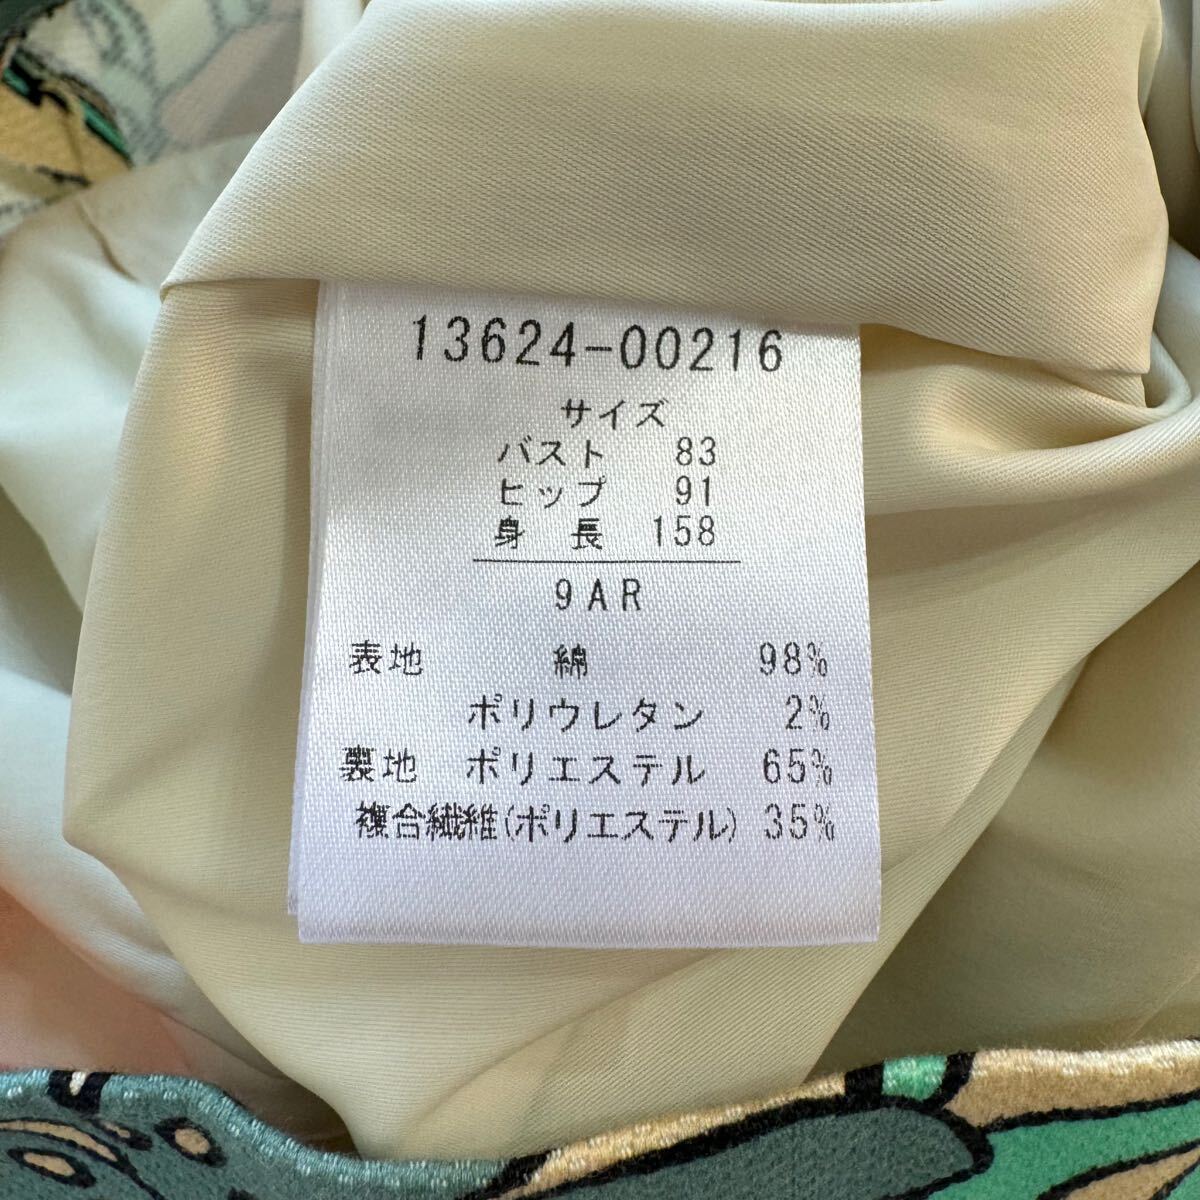 13624-00216
サイズ
バスト 83
ヒップ 91
身長 158
9AR
表地 綿 98%
ポリウレタン 2%
裏地 ポリエステル 65%
複合繊維(ポリエステル) 35%